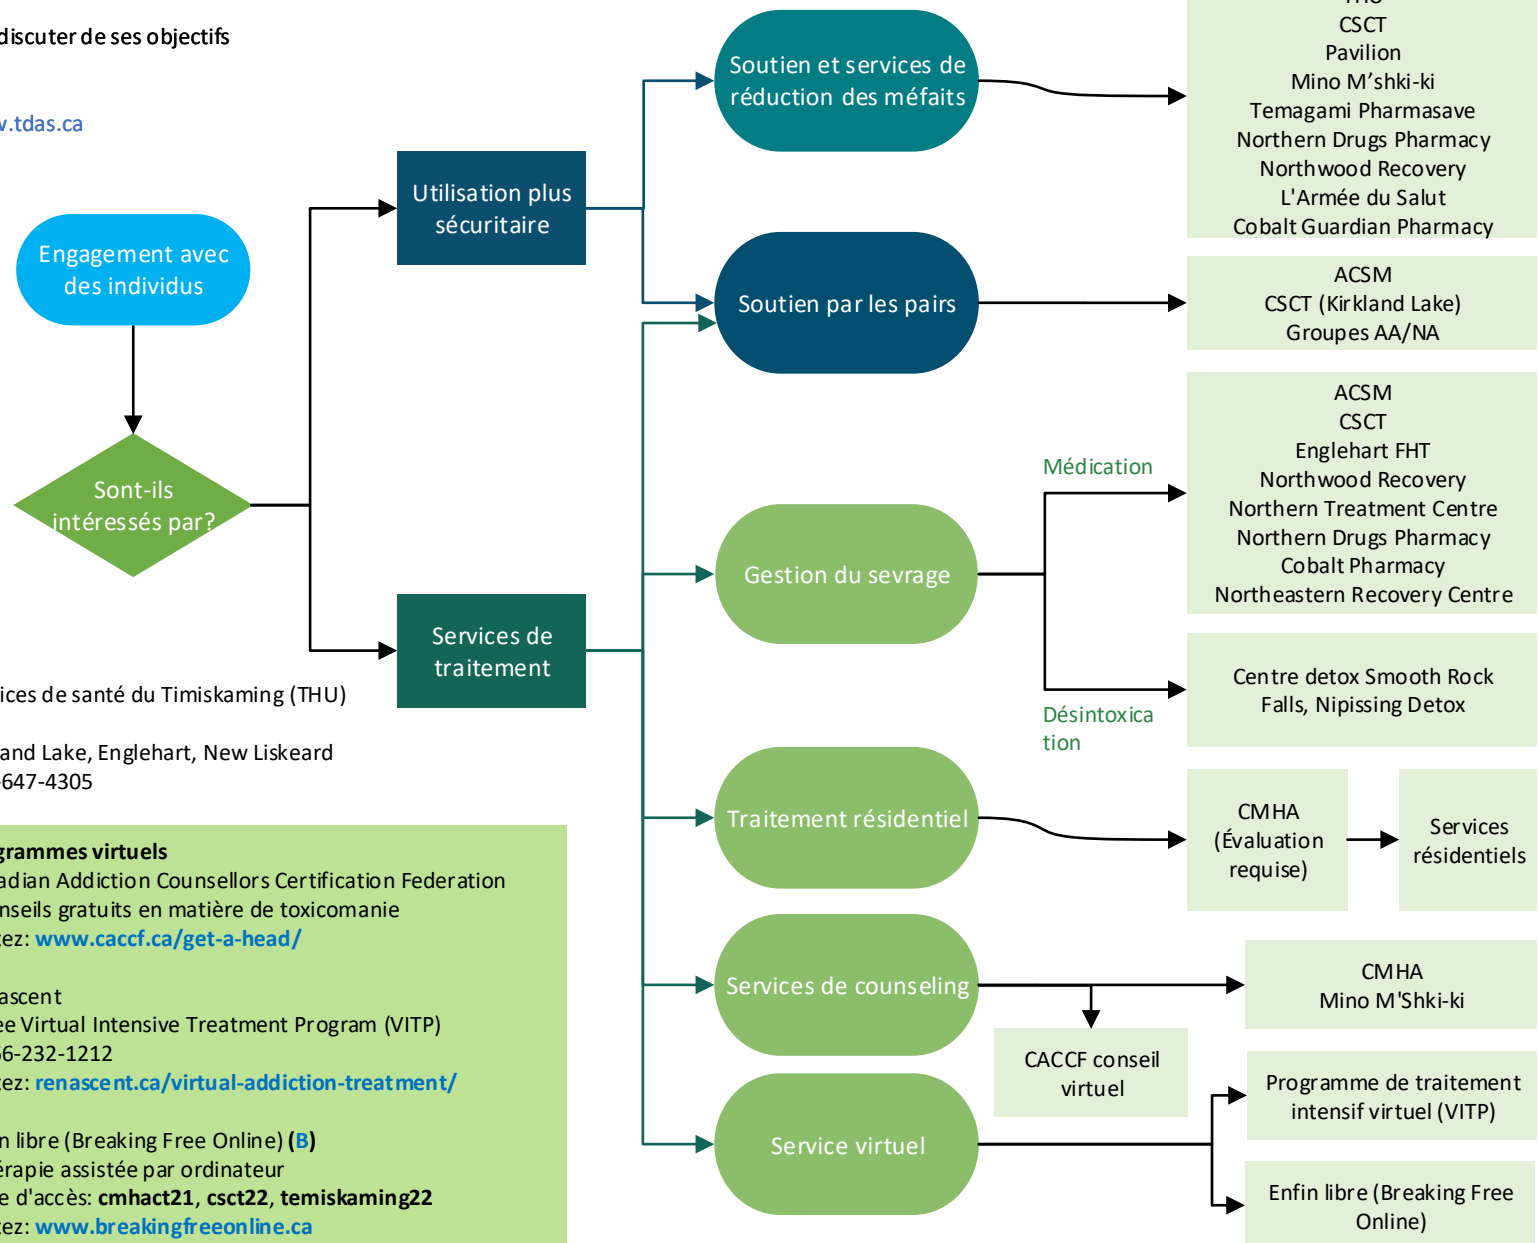 discuter de ses objectifs
.tdas.ca
Engagement avec
des individus
Sont-ils
intéressés par?
Utilisation plus
sécuritaire
Services de
traitement
Soutien et services de
réduction des méfaits
Soutien par les pairs
Gestion du sevrage
Médication
Désintoxica
tion
Traitement résidentiel
Services de counseling
Service virtuel
THU
CSCT
Pavilion
Mino M'shki-ki
Temagami Pharmasave
Northern Drugs Pharmacy
Northwood Recovery
L'Armée du Salut
Cobalt Guardian Pharmacy
ACSM
CSCT (Kirkland Lake)
Groupes AA/NA
ACSM
CSCT
Englehart FHT
Northwood Recovery
Northern Treatment Centre
Northern Drugs Pharmacy
Cobalt Pharmacy
Northeastern Recovery Centre
Centre detox Smooth Rock
Falls, Nipissing Detox
CMHA
(Évaluation
requise)
Services
résidentiels
CMHA
Mino M'Shki-ki
CACCF conseil
virtuel
Programme de traitement
intensif virtuel (VITP)
Enfin libre (Breaking Free
Online)
ices de santé du Timiskaming (THU)
and Lake, Englehart, New Liskeard
-647-4305
grammes virtuels
adian Addiction Counsellors Certification Federation
nseils gratuits en matière de toxicomanie
tez: www.caccf.ca/get-a-head/
ascent
ee Virtual Intensive Treatment Program (VITP)
66-232-1212
tez: renascent.ca/virtual-addiction-treatment/
n libre (Breaking Free Online) (B)
érapie assistée par ordinateur
e d'accès: cmhact21, csct22, temiskaming22
tez: www.breakingfreeonline.ca